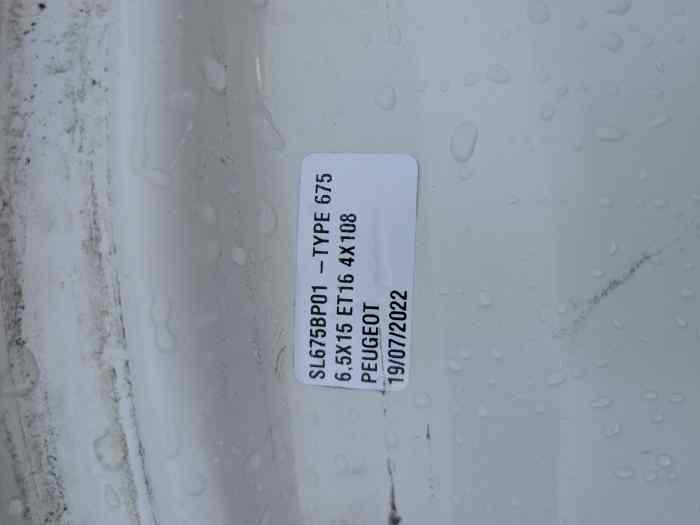 SL675BP01 - TYPE 675
6,5X15 ET16 4X108
PEUGEOT
19/07/2022